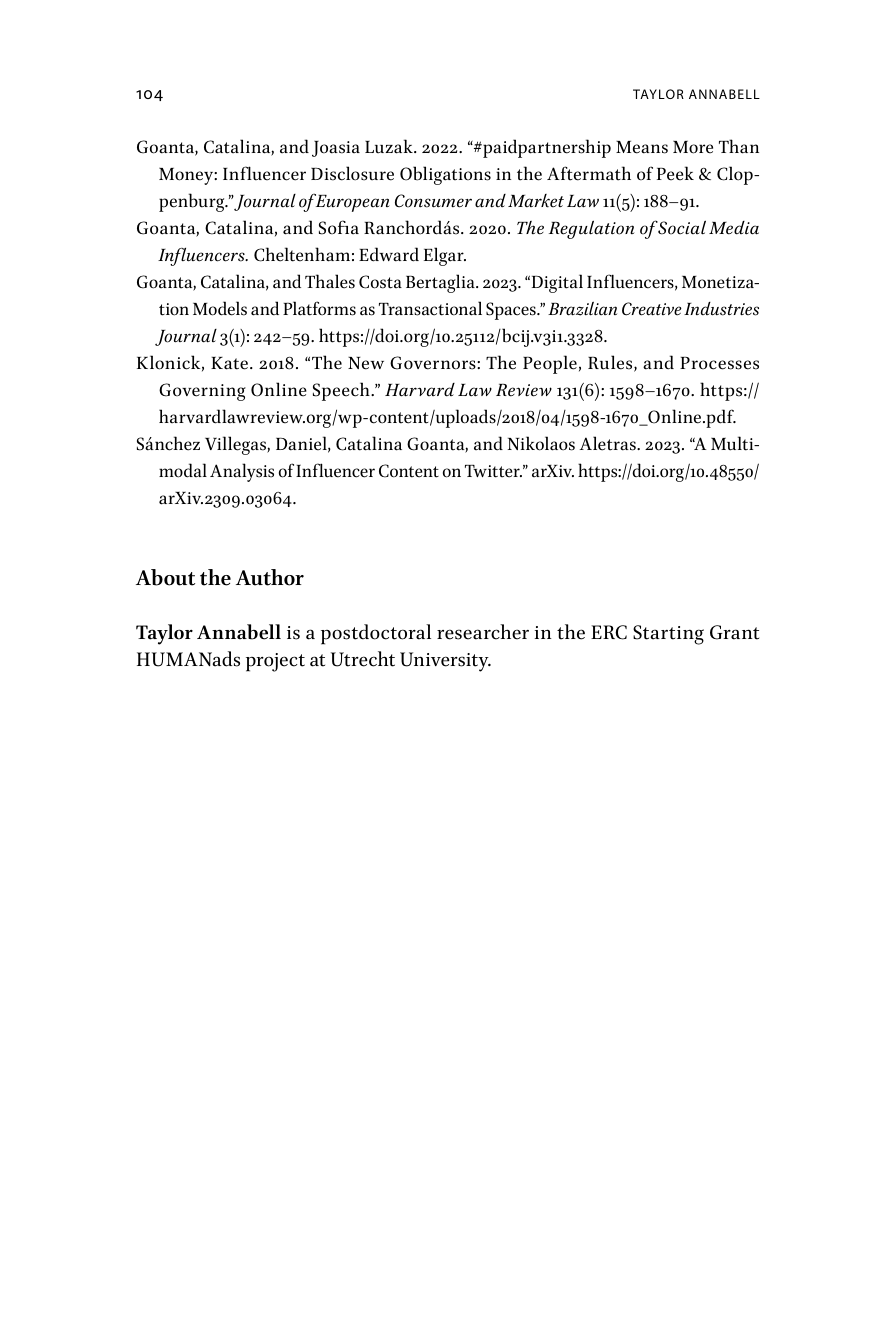 104
TAYLOR ANNABELL
Goanta, Catalina, and Joasia Luzak. 2022. “#paidpartnership Means More Than
Money: Influencer Disclosure Obligations in the Aftermath of Peek & Clop-
penburg.” Journal of European Consumer and Market Law 11(5): 188–91.
Goanta, Catalina, and Sofia Ranchordás. 2020. The Regulation of Social Media
Influencers. Cheltenham: Edward Elgar.
Goanta, Catalina, and Thales Costa Bertaglia. 2023. “Digital Influencers, Monetiza-
tion Models and Platforms as Transactional Spaces.” Brazilian Creative Industries
Journal 3(1): 242–59. https://doi.org/10.25112/bcij.v3i1.3328.
Klonick, Kate. 2018. “The New Governors: The People, Rules, and Processes
Governing Online Speech.” Harvard Law Review 131(6): 1598–1670. https://
harvardlawreview.org/wp-content/uploads/2018/04/1598-1670_Online.pdf.
Sánchez Villegas, Daniel, Catalina Goanta, and Nikolaos Aletras. 2023. “A Multi-
modal Analysis of Influencer Content on Twitter.” arXiv. https://doi.org/10.48550/
arXiv.2309.03064.
About the Author
Taylor Annabell is a postdoctoral researcher in the ERC Starting Grant
HUMANads project at Utrecht University.